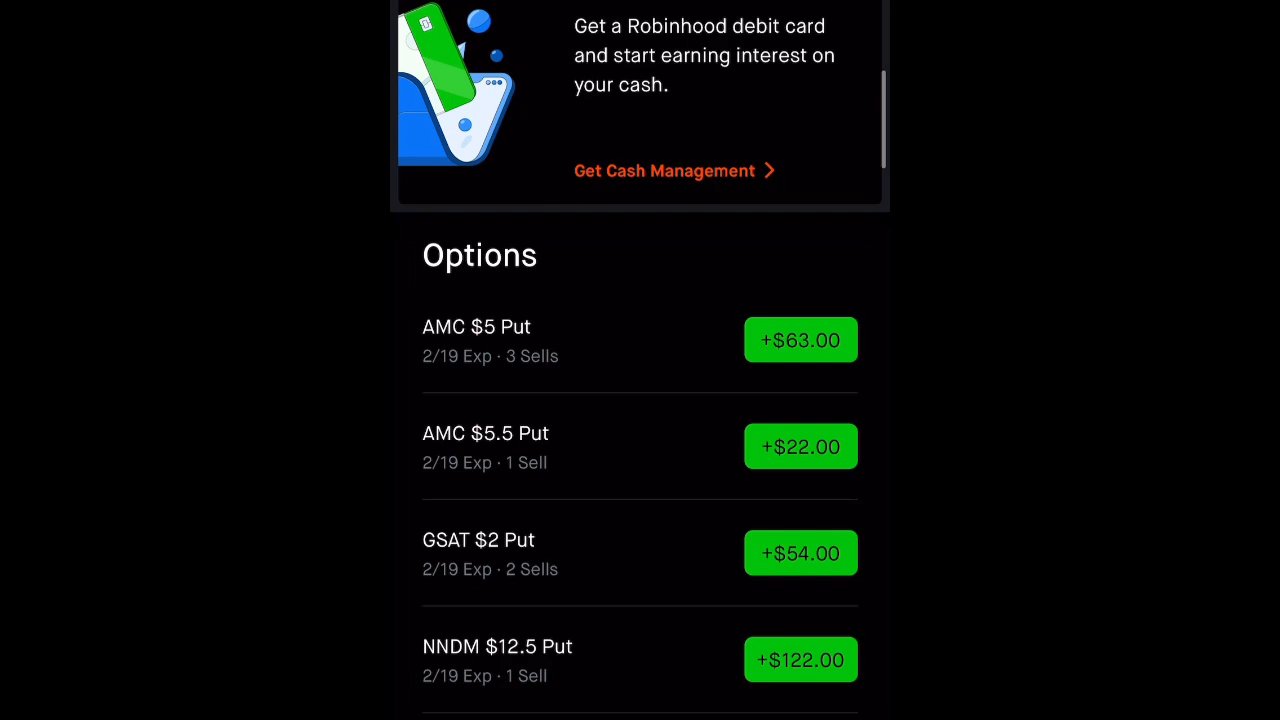 Get a Robinhood debit card
and start earning interest on
your cash.
Get Cash Management
Options
AMC $5 Put
+$63.00
2/19 Exp · 3 Sells
AMC $5.5 Put
+$22.00
2/19 Exp · 1 Sell
GSAT $2 Put
+$54.00
2/19 Exp · 2 Sells
NNDM $12.5 Put
+$122.00
2/19 Exp · 1 Sell